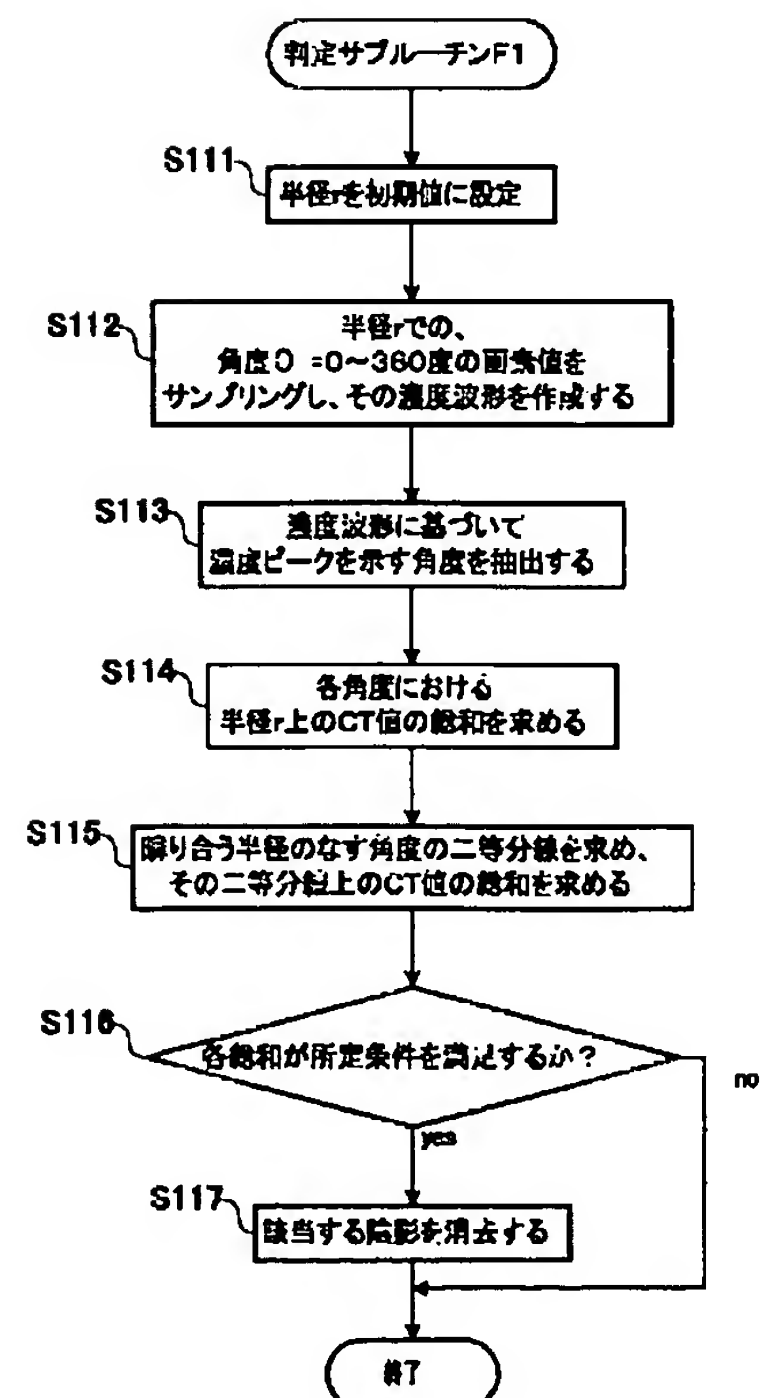 判定サブルーチンF1
S111
半径rを初期値に設定
S112
半径rでの、
角度θ =0～360度の画素値を
サンプリングし、その濃度波形を作成する
S113
濃度波形に基づいて
濃度ピークを示す角度を抽出する
S114
各角度における
半径r上のCT値の総和を求める
S115
隣り合う半径のなす角度の二等分線を求め、
その二等分線上のCT値の総和を求める
S116
各総和が所定条件を満足するか？
no
yes
S117
該当する陰影を消去する
終了